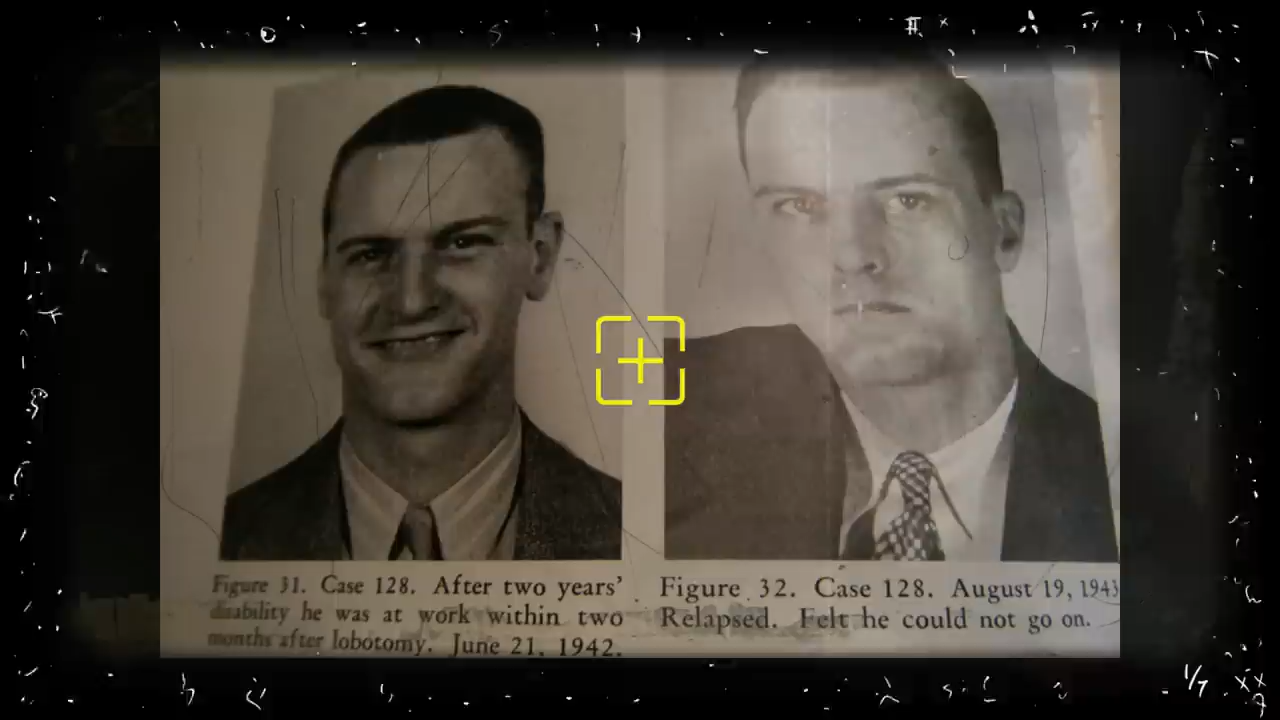 Figure 31. Case 128. After two years'
disability he was at work within two
months after lobotomy. June 21, 1942.
Figure 32. Case 128. August 19, 1943
Relapsed. Felt he could not go on.